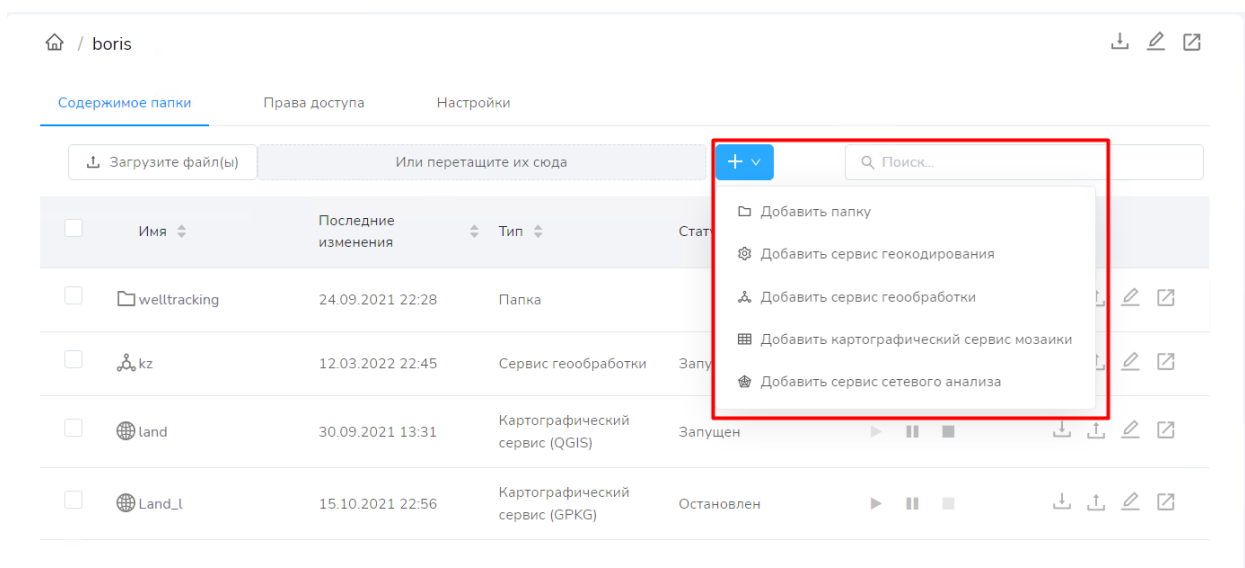 / boris
Содержимое папки Права доступа Настройки
Загрузите файл(ы) Или перетащите их сюда Поиск...
Добавить папку
Добавить сервис геокодирования
Добавить сервис геообработки
Добавить картографический сервис мозаики
Добавить сервис сетевого анализа
Имя Последние изменения Тип
welltracking 24.09.2021 22:28 Папка
kz 12.03.2022 22:45 Сервис геообработки
land 30.09.2021 13:31 Картографический сервис (QGIS) Запущен
Land_l 15.10.2021 22:56 Картографический сервис (GPKG) Остановлен